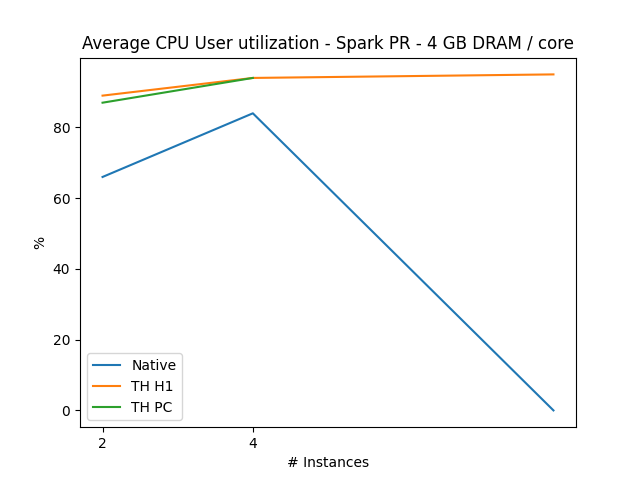 Average CPU User utilization - Spark PR - 4 GB DRAM / core
%
80
60
40
20
0
Native
TH H1
TH PC
2
4
# Instances